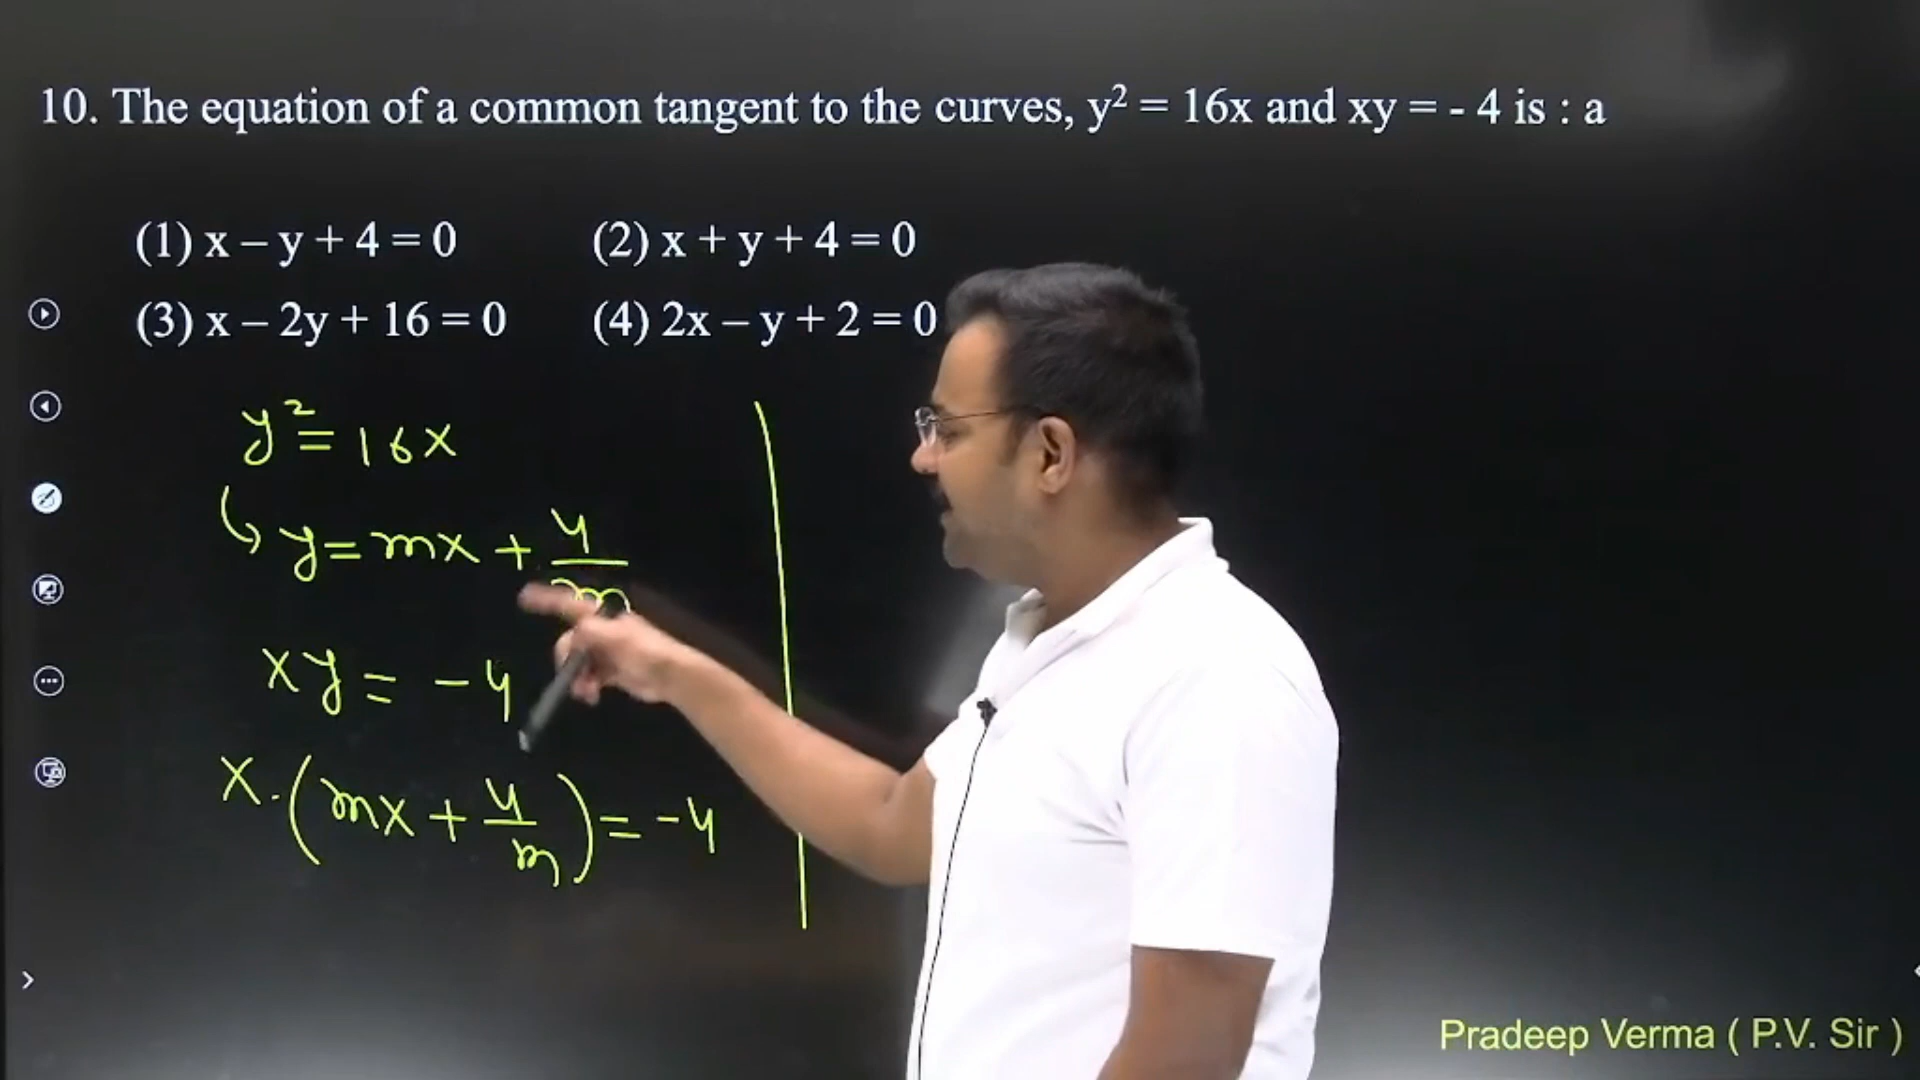 10. The equation of a common tangent to the curves, y² = 16x and xy = - 4 is : a
(1) x – y + 4 = 0 (2) x + y + 4 = 0
(3) x – 2y + 16 = 0 (4) 2x – y + 2 = 0
y² = 16x
y = mx + 4/m
xy = -4
x.(mx + 4/m) = -4
Pradeep Verma ( P.V. Sir )